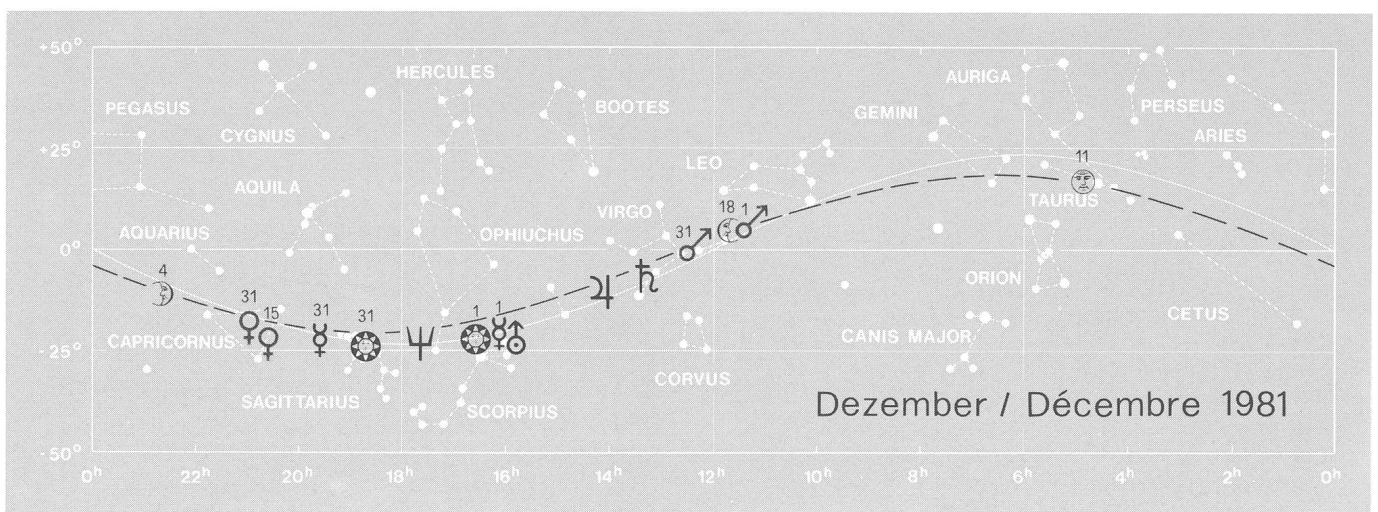 +50°
HERCULES
AURIGA
PEGASUS
BOOTES
GEMINI
PERSEUS
CYGNUS
ARIES
+25°
LEO
11
AQUILA
TAURUS
VIRGO
18 1
AQUARIUS
OPHIUCHUS
31
0°
4
ORION
31
15
31
31
1
1
CETUS
CAPRICORNUS
CANIS MAJOR
-25°
CORVUS
SAGITTARIUS
SCORPIUS
Dezember / Décembre 1981
-50°
0h 22h 20h 18h 16h 14h 12h 10h 8h 6h 4h 2h 0h